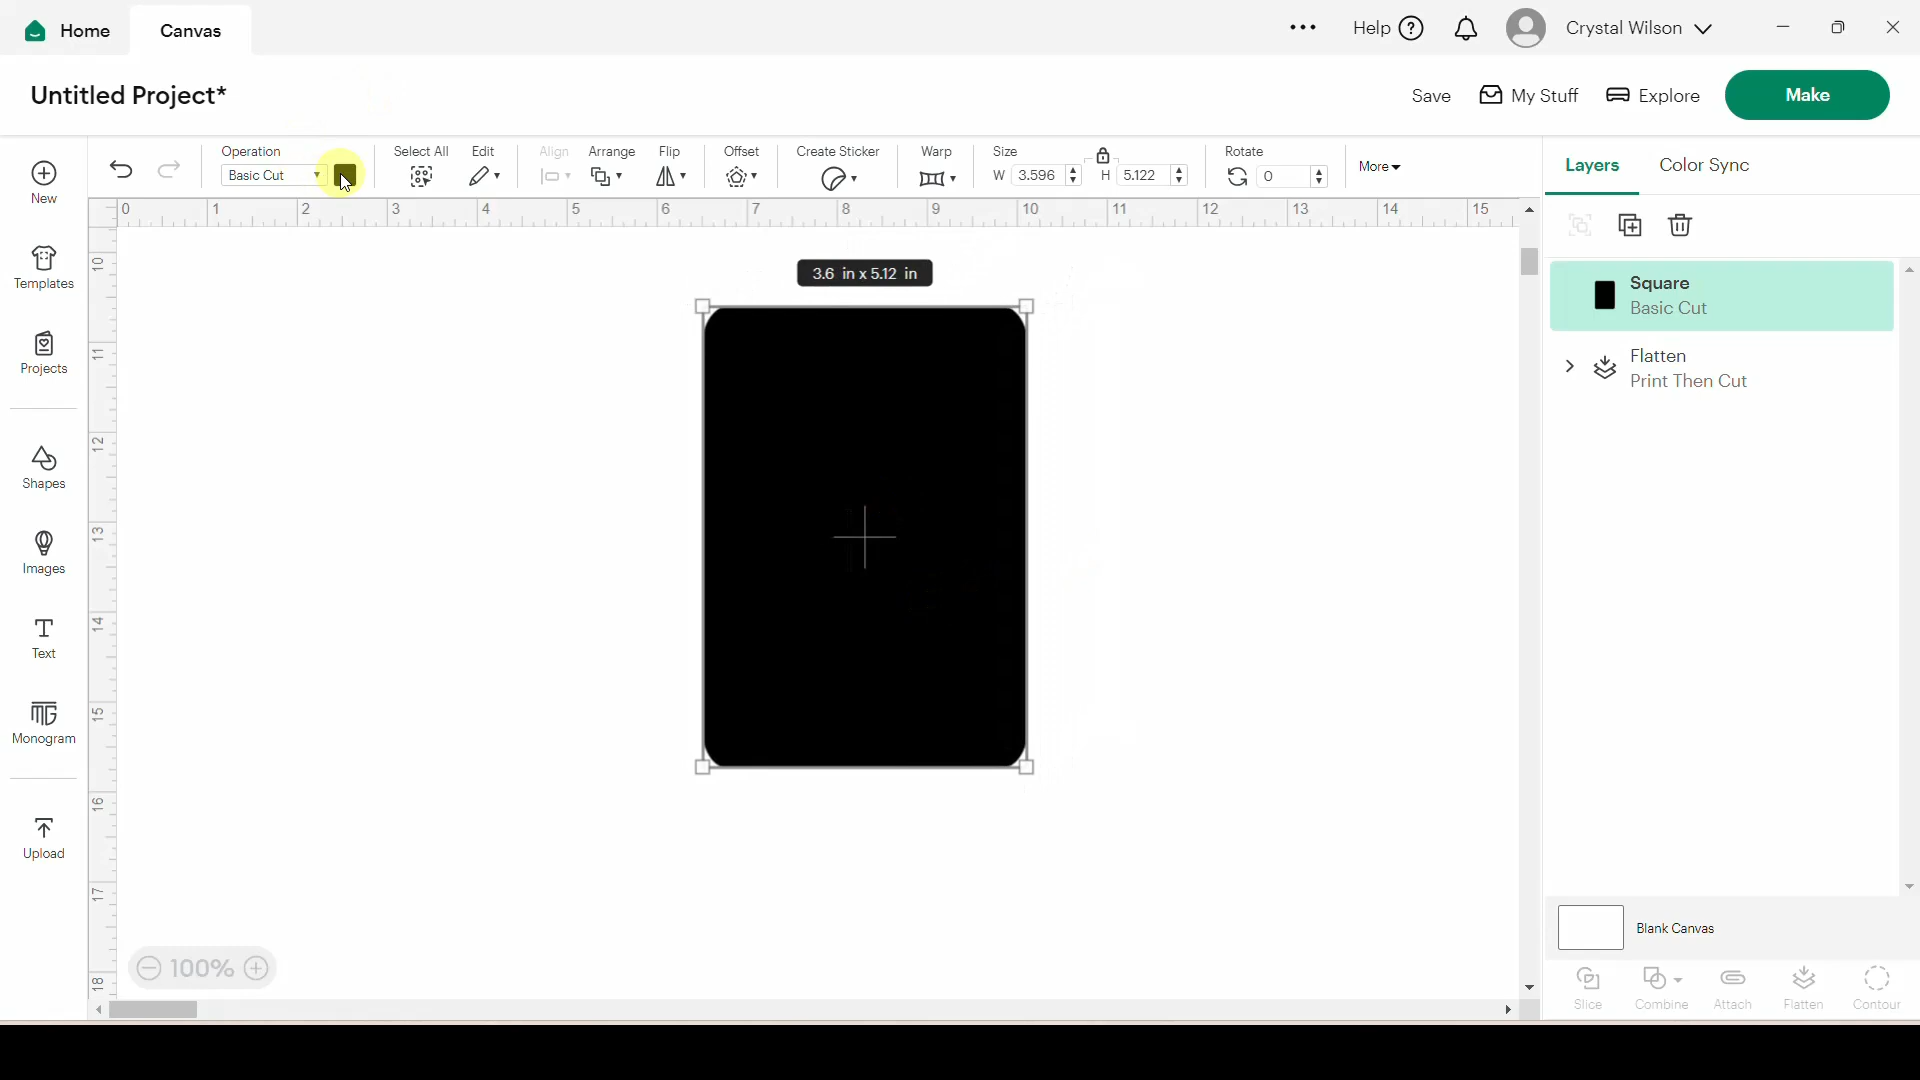 Home
Canvas
Help
Crystal Wilson
Untitled Project*
Save
My Stuff
Explore
Make
Operation
Basic Cut
Select All
Edit
Align
Arrange
Flip
Offset
Create Sticker
Warp
Size
W 3.596
H 5.122
Rotate
0
More
Layers
Color Sync
New
Templates
Projects
Shapes
Images
Text
Monogram
Upload
0 1 2 3 4 5 6 7 8 9 10 11 12 13 14 15
10
11
12
13
14
15
16
17
18
3.6 in x 5.12 in
100%
Square
Basic Cut
Flatten
Print Then Cut
Blank Canvas
Slice
Combine
Attach
Flatten
Contour